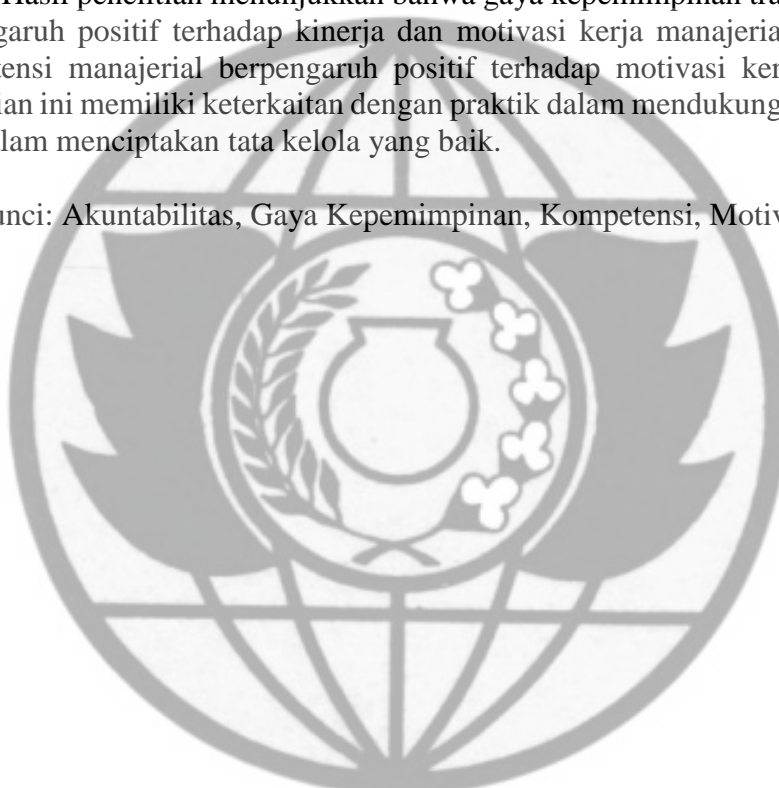 Hasil penelitian menunjukkan bahwa gaya kepemimpinan
garuh positif terhadap kinerja dan motivasi kerja manajeria
tensi manajerial berpengaruh positif terhadap motivasi ker
ian ini memiliki keterkaitan dengan praktik dalam mendukung
lam menciptakan tata kelola yang baik.
unci: Akuntabilitas, Gaya Kepemimpinan, Kompetensi, Motiv